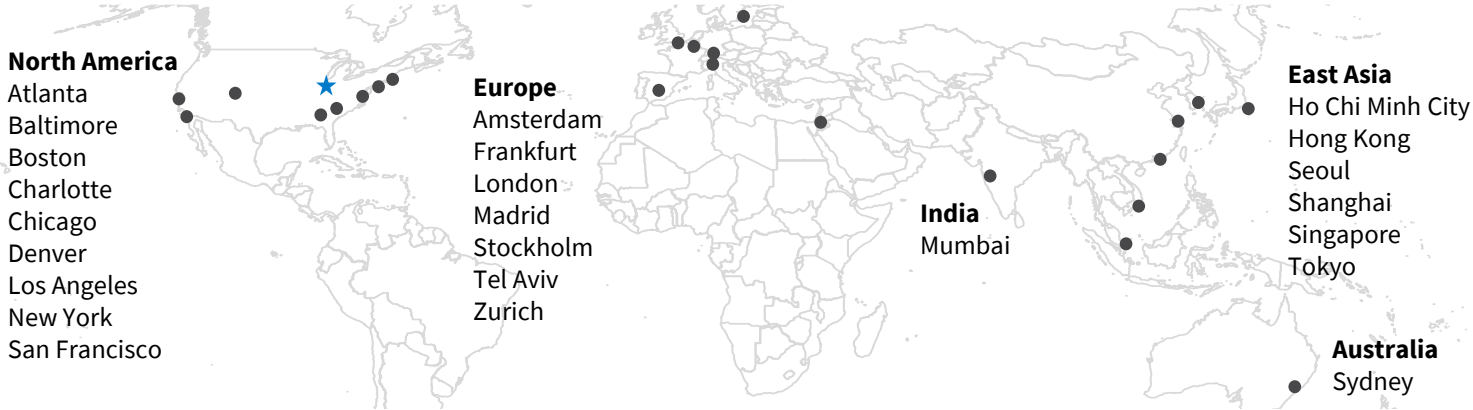 North America
Atlanta
Baltimore
Boston
Charlotte
Chicago
Denver
Los Angeles
New York
San Francisco
Europe
Amsterdam
Frankfurt
London
Madrid
Stockholm
Tel Aviv
Zurich
India
Mumbai
East Asia
Ho Chi Minh City
Hong Kong
Seoul
Shanghai
Singapore
Tokyo
Australia
Sydney